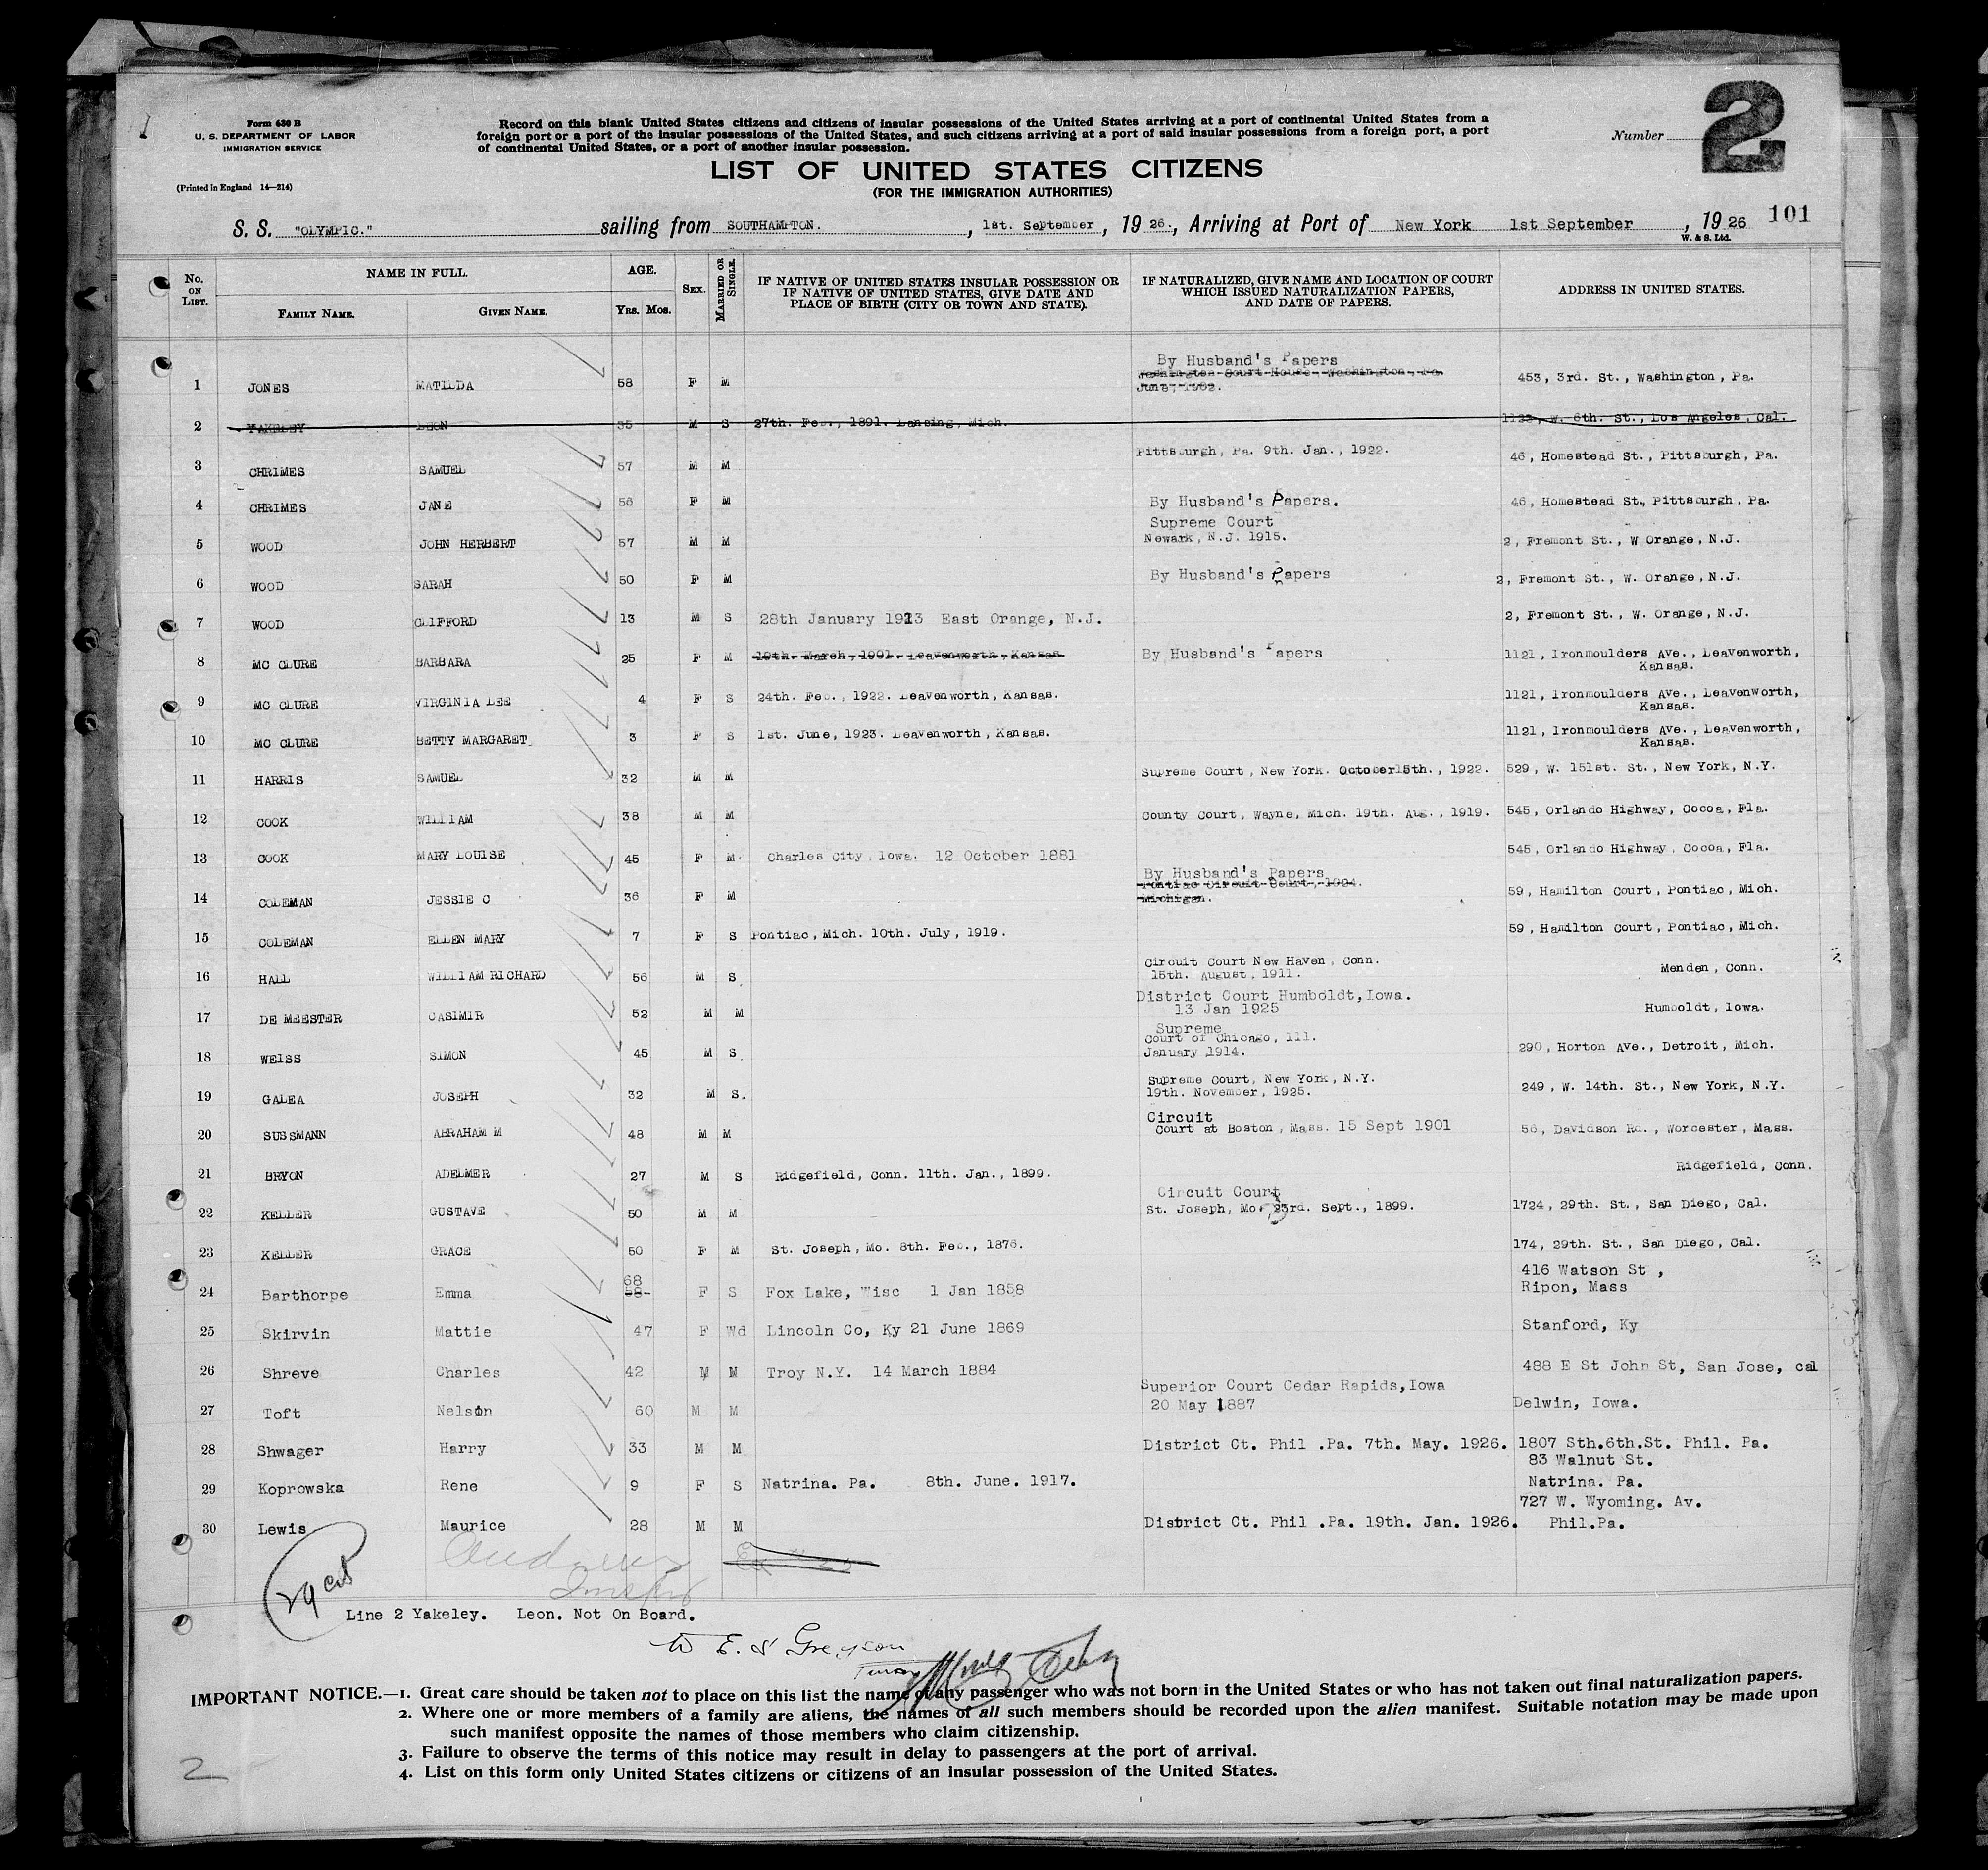 Form 630 B
U. S. DEPARTMENT OF LABOR
IMMIGRATION SERVICE
(Printed in England 14—214)
Record on this blank United States citizens and citizens of insular possessions of the United States arriving at a port of continental United States from a
foreign port or a port of the insular possessions of the United States, and such citizens arriving at a port of said insular possessions from a foreign port, a port
of continental United States, or a port of another insular possession.
Number 2
LIST OF UNITED STATES CITIZENS
(FOR THE IMMIGRATION AUTHORITIES)
S. S. "OLYMPIC." sailing from SOUTHAMPTON. , 1st. September , 19 26. , Arriving at Port of New York 1st September , 19 26 101
W. & S. Ltd.
No. ON LIST. NAME IN FULL. FAMILY NAME. GIVEN NAME. AGE. YRS. MOS. SEX. MARRIED OR SINGLE. IF NATIVE OF UNITED STATES INSULAR POSSESSION OR IF NATIVE OF UNITED STATES, GIVE DATE AND PLACE OF BIRTH (CITY OR TOWN AND STATE). IF NATURALIZED, GIVE NAME AND LOCATION OF COURT WHICH ISSUED NATURALIZATION PAPERS, AND DATE OF PAPERS. ADDRESS IN UNITED STATES.
1 JONES MATILDA 58 F M By Husband's Papers Washington Court House, Washington, Pa. June, 1902. 453, 3rd. St., Washington, Pa.
2 YAKELEY LEON 35 M S 27th. Feb., 1891. Lansing, Mich. 1123, W. 6th. St., Los Angeles, Cal.
3 CHRIMES SAMUEL 57 M M Pittsburgh, Pa. 9th. Jan., 1922. 46, Homestead St., Pittsburgh, Pa.
4 CHRIMES JANE 56 F M By Husband's Papers. 46, Homestead St., Pittsburgh, Pa.
5 WOOD JOHN HERBERT 57 M M Supreme Court Newark, N.J. 1915. 2, Fremont St., W Orange, N.J.
6 WOOD SARAH 50 F M By Husband's Papers 2, Fremont St., W. Orange, N.J.
7 WOOD CLIFFORD 13 M S 28th January 1913 East Orange, N.J. 2, Fremont St., W. Orange, N.J.
8 MC CLURE BARBARA 25 F M 19th. March, 1901. Leavenworth, Kansas By Husband's Papers 1121, Ironmoulders Ave., Leavenworth, Kansas.
9 MC CLURE VIRGINIA LEE 4 F S 24th. Feb., 1922. Leavenworth, Kansas. 1121, Ironmoulders Ave., Leavenworth, Kansas.
10 MC CLURE BETTY MARGARET 3 F S 1st. June, 1923. Leavenworth, Kansas. 1121, Ironmoulders Ave., Leavenworth, Kansas.
11 HARRIS SAMUEL 32 M M Supreme Court, New York. October 15th., 1922. 529, W. 151st. St., New York, N.Y.
12 COOK WILLIAM 38 M M County Court, Wayne, Mich. 19th. Aug., 1919. 545, Orlando Highway, Cocoa, Fla.
13 COOK MARY LOUISE 45 F M Charles City, Iowa. 12 October 1881 545, Orlando Highway, Cocoa, Fla.
14 COLEMAN JESSIE C 36 F M By Husband's Papers Pontiac Circuit Court, 1924. Michigan. 59, Hamilton Court, Pontiac, Mich.
15 COLEMAN ELLEN MARY 7 F S Pontiac, Mich. 10th. July, 1919. 59, Hamilton Court, Pontiac, Mich.
16 HALL WILLIAM RICHARD 56 M S Circuit Court New Haven, Conn. 15th. August, 1911. Menden, Conn.
17 DE MEESTER CASIMIR 52 M M District Court Humboldt, Iowa. 13 Jan 1925 Humboldt, Iowa.
18 WEISS SIMON 45 M S Supreme Court of Chicago, Ill. January 1914. 290, Horton Ave., Detroit, Mich.
19 GALEA JOSEPH 32 M S. Supreme Court, New York, N.Y. 19th. November, 1925. 249, W. 14th. St., New York, N.Y.
20 SUSSMANN ABRAHAM M 48 M M Circuit Court at Boston, Mass. 15 Sept 1901 56, Davidson Rd., Worcester, Mass.
21 BRYON ADELMER 27 M S Ridgefield, Conn. 11th. Jan., 1899. Ridgefield, Conn.
22 KELLER GUSTAVE 50 M M Circuit Court St. Joseph, Mo. 23rd. Sept., 1899. 1724, 29th. St., San Diego, Cal.
23 KELLER GRACE 50 F M St. Joseph, Mo. 8th. Feb., 1876. 174, 29th. St., San Diego, Cal.
24 Barthorpe Emma 68 58 F S Fox Lake, Wisc 1 Jan 1858 416 Watson St , Ripon, Mass
25 Skirvin Mattie 47 F Wd Lincoln Co, Ky 21 June 1869 Stanford, Ky
26 Shreve Charles 42 M M Troy N.Y. 14 March 1884 488 E St John St, San Jose, cal
27 Toft Nelson 60 M M Superior Court Cedar Rapids, Iowa 20 May 1887 Delwin, Iowa.
28 Shwager Harry 33 M M District Ct. Phil .Pa. 7th. May. 1926. 1807 Sth.6th.St. Phil. Pa.
29 Koprowska Rene 9 F S Natrina. Pa. 8th. June. 1917. 83 Walnut St. Natrina. Pa.
30 Lewis Maurice 28 M M District Ct. Phil .Pa. 19th. Jan. 1926. 727 W. Wyoming. Av. Phil.Pa.
29 cit
Line 2 Yakeley. Leon. Not On Board.
IMPORTANT NOTICE.—1. Great care should be taken not to place on this list the name of any passenger who was not born in the United States or who has not taken out final naturalization papers.
2. Where one or more members of a family are aliens, the names of all such members should be recorded upon the alien manifest. Suitable notation may be made upon
such manifest opposite the names of those members who claim citizenship.
3. Failure to observe the terms of this notice may result in delay to passengers at the port of arrival.
4. List on this form only United States citizens or citizens of an insular possession of the United States.
2